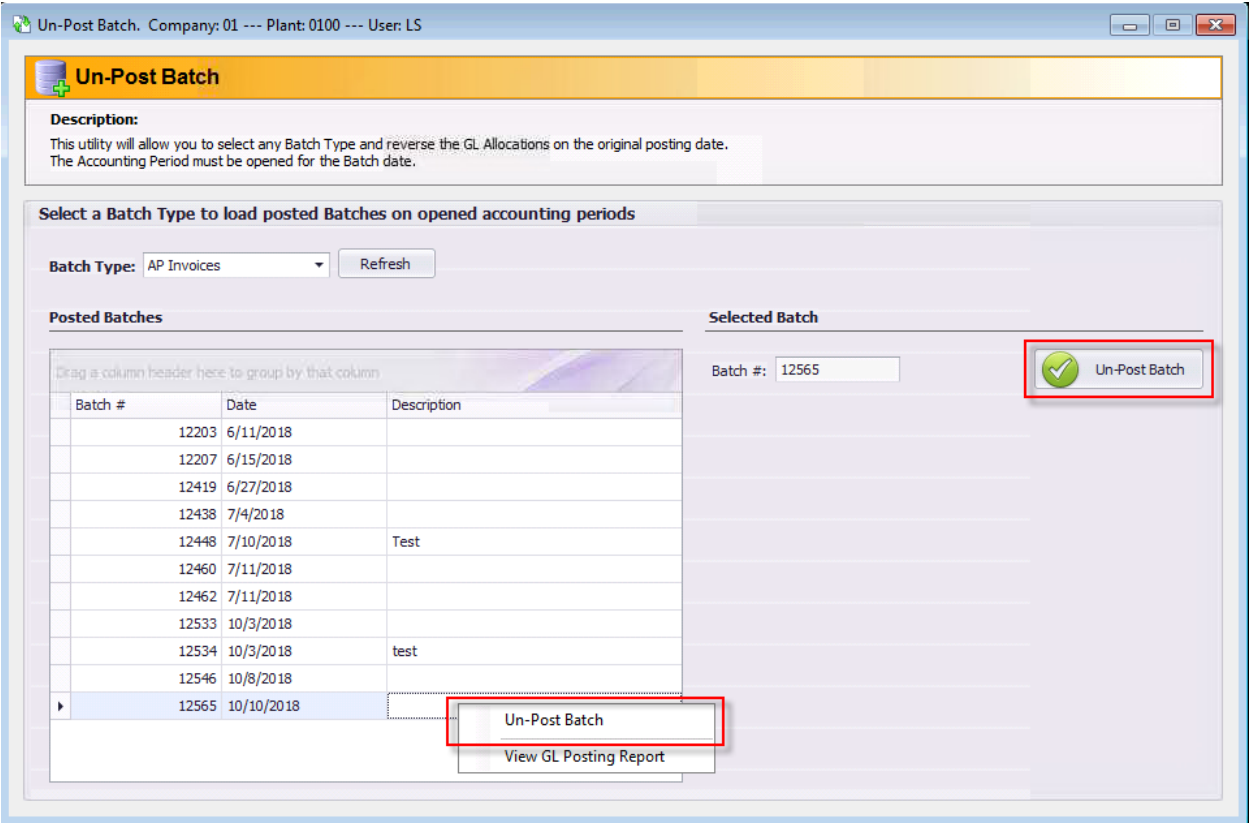 Un-Post Batch. Company: 01 --- Plant: 0100 --- User: LS
Un-Post Batch
Description:
This utility will allow you to select any Batch Type and reverse the GL Allocations on the original posting date.
The Accounting Period must be opened for the Batch date.
Select a Batch Type to load posted Batches on opened accounting periods
Batch Type: AP Invoices Refresh
Posted Batches
Drag a column header here to group by that column
Batch # Date Description
12203 6/11/2018
12207 6/15/2018
12419 6/27/2018
12438 7/4/2018
12448 7/10/2018 Test
12460 7/11/2018
12462 7/11/2018
12533 10/3/2018
12534 10/3/2018 test
12546 10/8/2018
12565 10/10/2018
Un-Post Batch
View GL Posting Report
Selected Batch
Batch #: 12565
Un-Post Batch